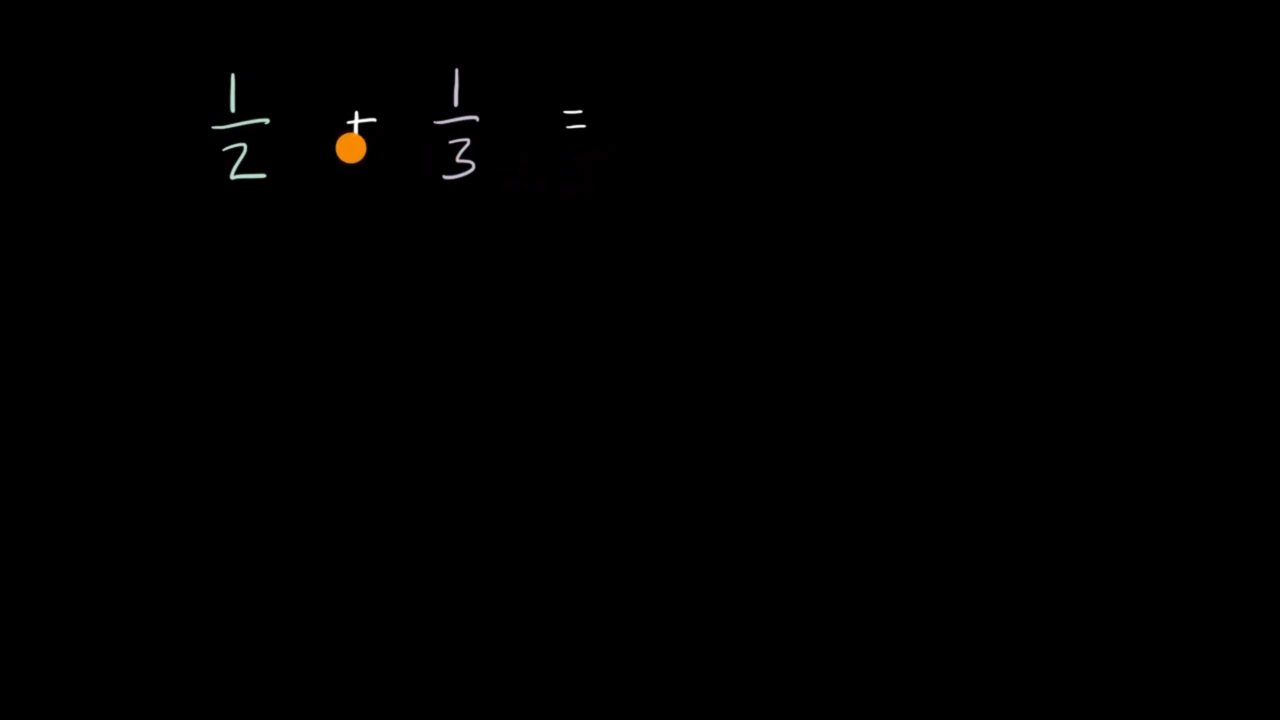 1/2 + 1/3 =